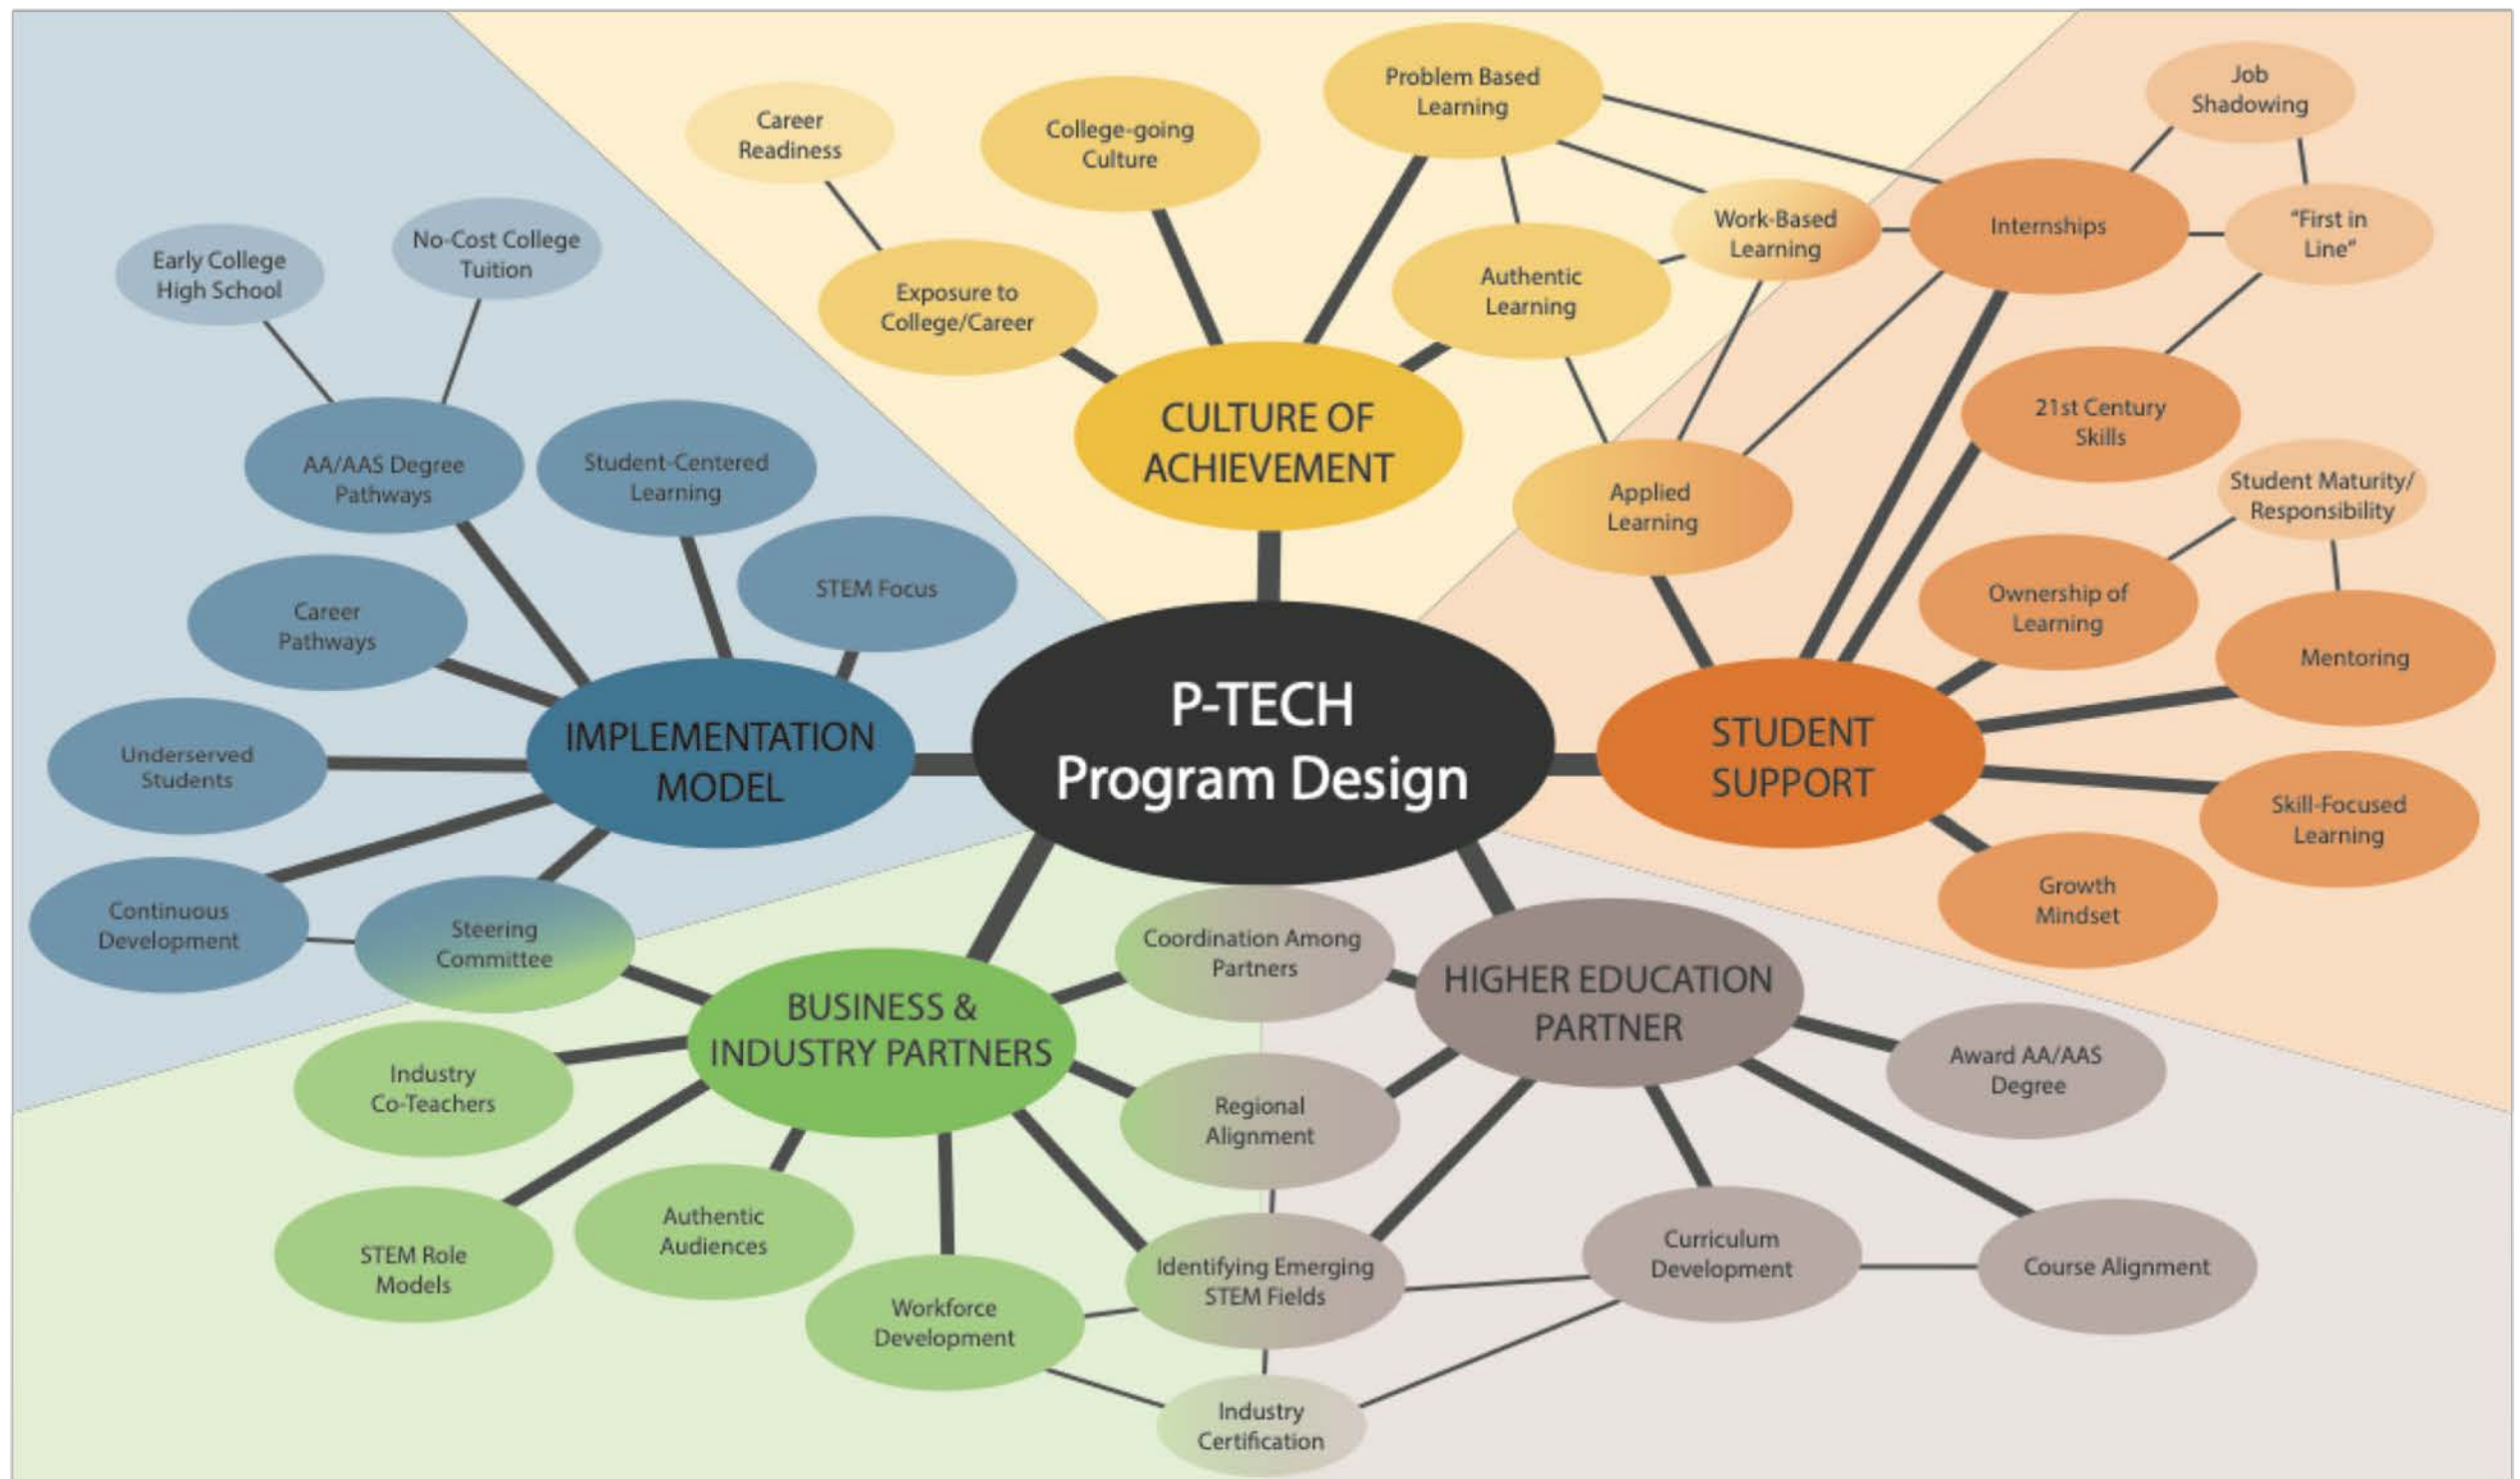 P-TECH
Program Design
CULTURE OF
ACHIEVEMENT
Career
Readiness
College-going
Culture
Problem Based
Learning
Exposure to
College/Career
Authentic
Learning
Work-Based
Learning
Applied
Learning
STUDENT
SUPPORT
Job
Shadowing
Internships
"First in
Line"
21st Century
Skills
Student Maturity/
Responsibility
Ownership of
Learning
Mentoring
Skill-Focused
Learning
Growth
Mindset
IMPLEMENTATION
MODEL
Early College
High School
No-Cost College
Tuition
AA/AAS Degree
Pathways
Student-Centered
Learning
STEM Focus
Career
Pathways
Underserved
Students
Continuous
Development
Steering
Committee
BUSINESS &
INDUSTRY PARTNERS
Industry
Co-Teachers
STEM Role
Models
Authentic
Audiences
Workforce
Development
Coordination Among
Partners
Regional
Alignment
Identifying Emerging
STEM Fields
Industry
Certification
HIGHER EDUCATION
PARTNER
Award AA/AAS
Degree
Curriculum
Development
Course Alignment